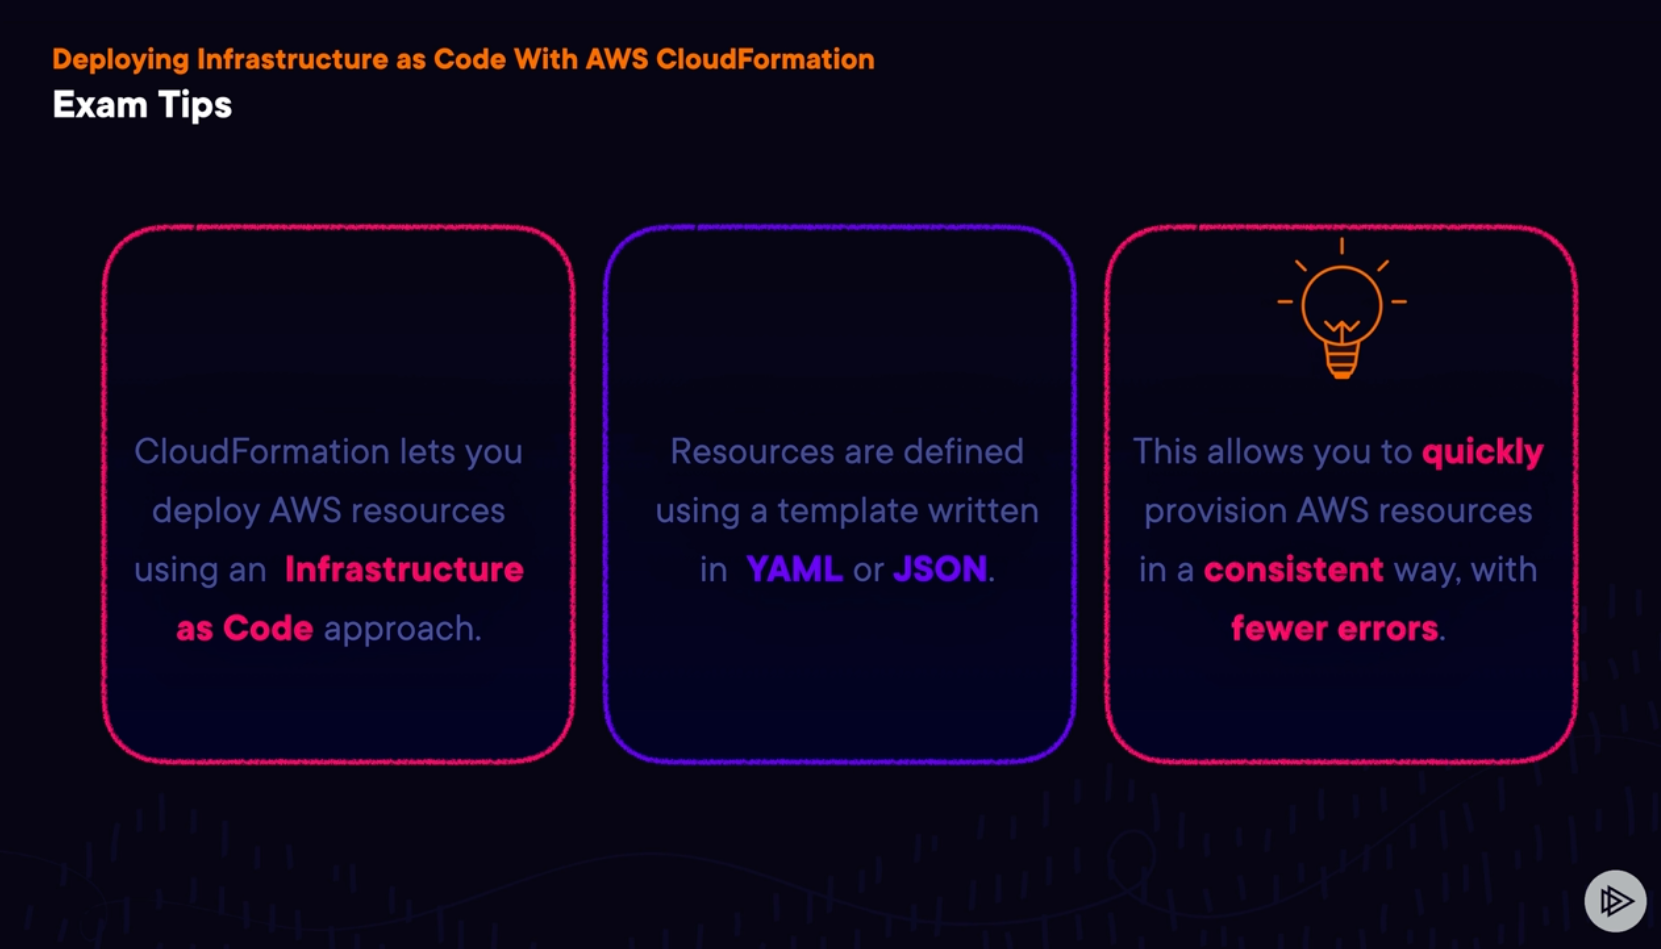 Deploying Infrastructure as Code With AWS CloudFormation
Exam Tips
CloudFormation lets you
deploy AWS resources
using an Infrastructure
as Code approach.
Resources are defined
using a template written
in YAML or JSON.
This allows you to quickly
provision AWS resources
in a consistent way, with
fewer errors.